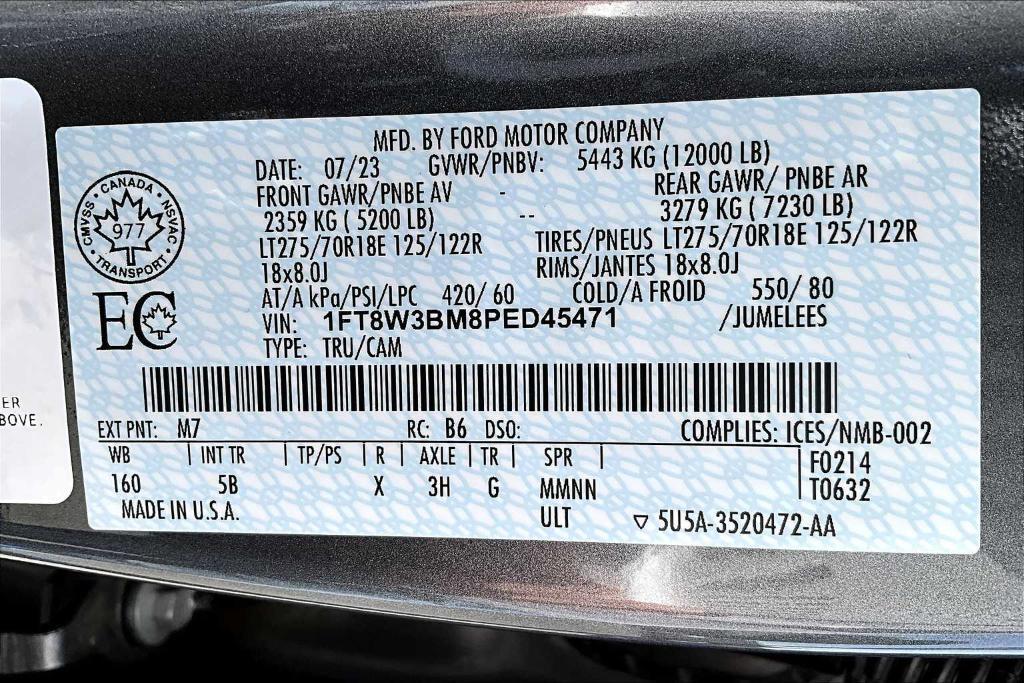 MFD. BY FORD MOTOR COMPANY
DATE: 07/23 GVWR/PNBV: 5443 KG (12000 LB)
FRONT GAWR/PNBE AV - REAR GAWR/ PNBE AR
2359 KG ( 5200 LB) -- 3279 KG ( 7230 LB)
LT275/70R18E 125/122R TIRES/PNEUS LT275/70R18E 125/122R
18x8.0J RIMS/JANTES 18x8.0J
AT/A kPa/PSI/LPC 420/ 60 COLD/A FROID 550/ 80
VIN: 1FT8W3BM8PED45471 /JUMELEES
TYPE: TRU/CAM
CANADA
CMVSS NSVAC
977
TRANSPORT
EC
EXT PNT: M7 RC: B6 DSO: COMPLIES: ICES/NMB-002
WB | INT TR | TP/PS | R | AXLE | TR | SPR | F0214
160 5B X 3H G MMNN T0632
MADE IN U.S.A. ULT ▽ 5U5A-3520472-AA
ER
BOVE.